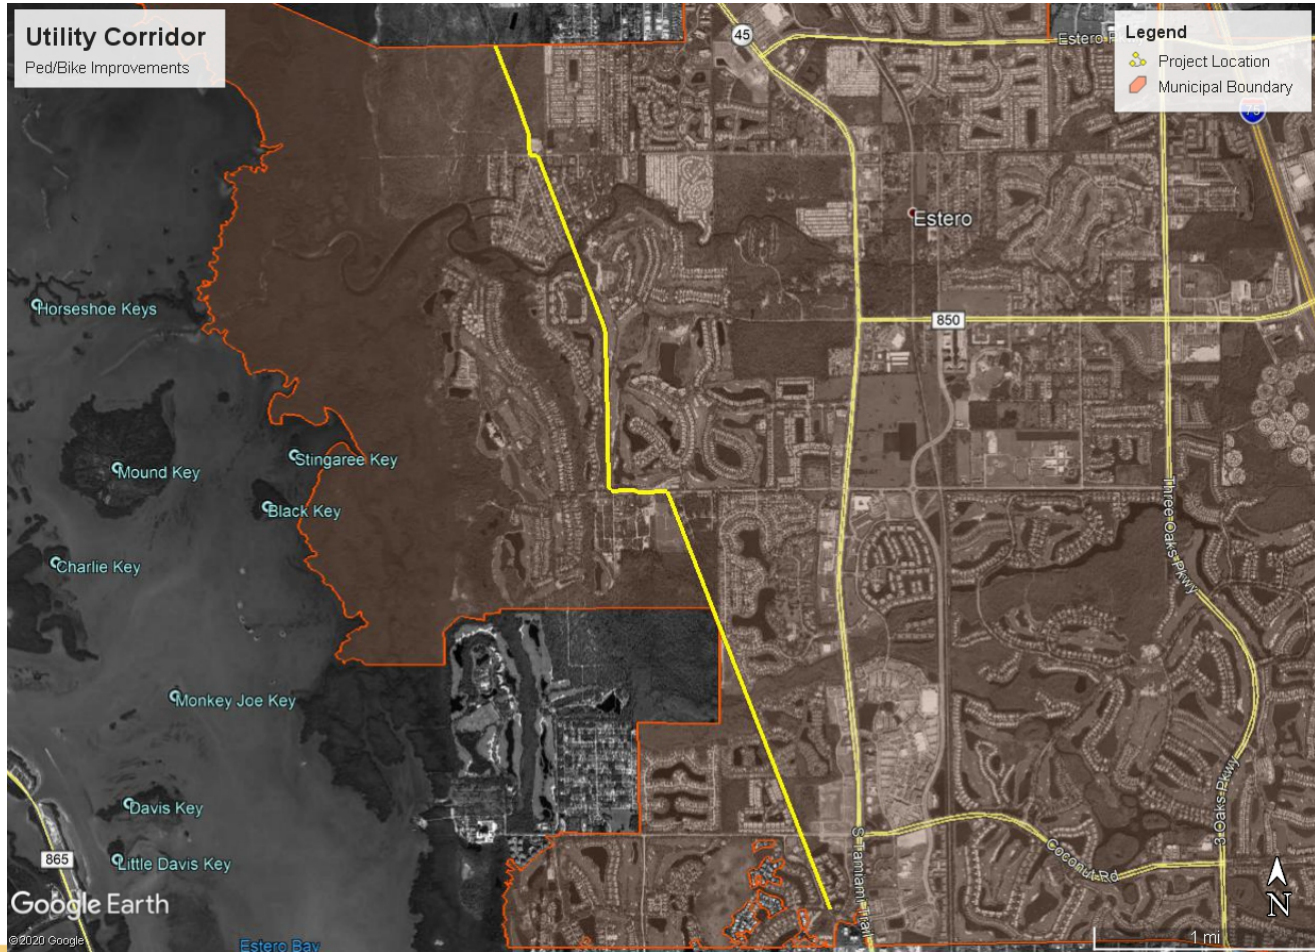 Utility Corridor
Ped/Bike Improvements
Legend
Project Location
Municipal Boundary
45
Estero
75
Estero
Horseshoe Keys
850
Stingaree Key
Mound Key
Black Key
Three Oaks Pkwy
Charlie Key
Monkey Joe Key
Davis Key
3 Oaks Pkwy
865
Little Davis Key
S Tamiami Trail
Coconut Rd
N
Google Earth
©2020 Google
Estero Bay
1 mi